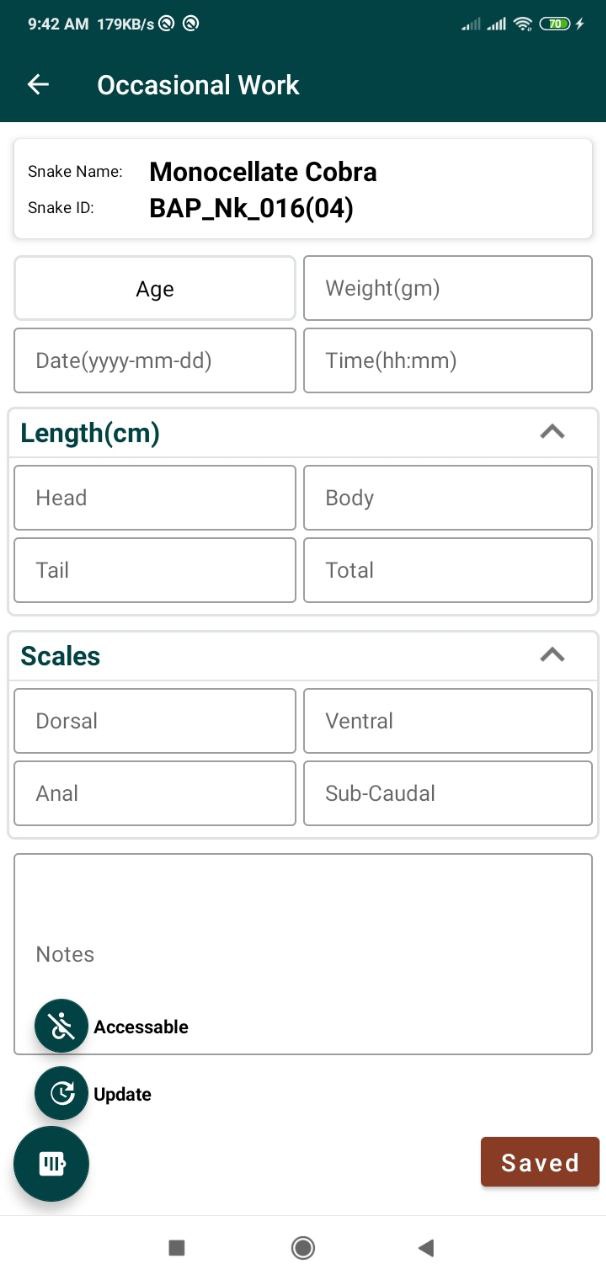 9:42 AM 179KB/s 70
Occasional Work
Snake Name: Monocellate Cobra
Snake ID: BAP_Nk_016(04)
Age Weight(gm)
Date(yyyy-mm-dd) Time(hh:mm)
Length(cm)
Head Body
Tail Total
Scales
Dorsal Ventral
Anal Sub-Caudal
Notes
Accessable
Update
Saved